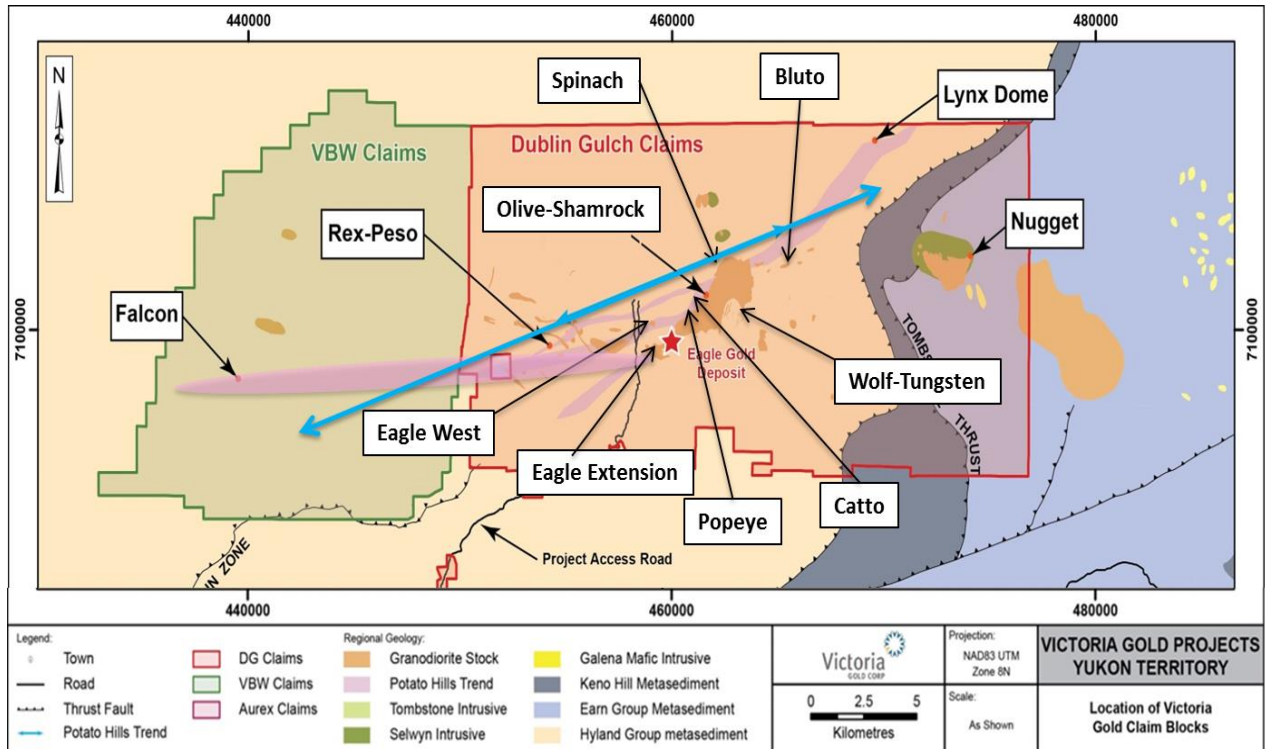 440000
460000
480000
N
Spinach
Bluto
Lynx Dome
VBW Claims
Dublin Gulch Claims
Olive-Shamrock
Rex-Peso
Nugget
Falcon
7100000
7100000
TOMBS
Eagle Gold
Deposit
Wolf-Tungsten
Eagle West
THRUST
Eagle Extension
Catto
Popeye
IN ZONE
Project Access Road
440000
460000
480000
Legend:
Town
Road
Thrust Fault
Potato Hills Trend
DG Claims
VBW Claims
Aurex Claims
Regional Geology:
Granodiorite Stock
Potato Hills Trend
Tombstone Intrusive
Selwyn Intrusive
Galena Mafic Intrusive
Keno Hill Metasediment
Earn Group Metasediment
Hyland Group metasediment
Victoria
GOLD CORP
0 2.5 5
Kilometres
Projection:
NAD83 UTM
Zone 8N
Scale:
As Shown
VICTORIA GOLD PROJECTS
YUKON TERRITORY
Location of Victoria
Gold Claim Blocks